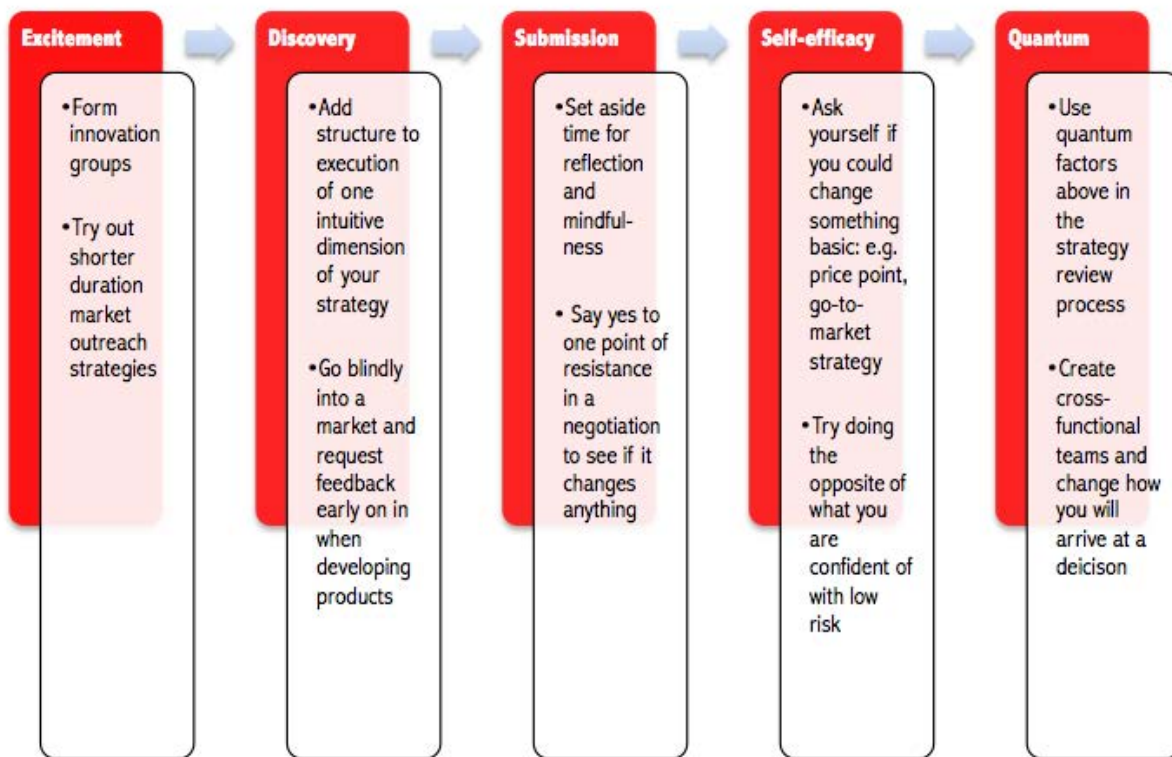 Excitement
•Form
innovation
groups
•Try out
shorter
duration
market
outreach
strategies
Discovery
•Add
structure to
execution
of one
intuitive
dimension
of your
strategy
•Go blindly
into a
market and
request
feedback
early on in
when
developing
products
Submission
•Set aside
time for
reflection
and
mindful-
ness
• Say yes to
one point of
resistance
in a
negotiation
to see if it
changes
anything
Self-efficacy
•Ask
yourself if
you could
change
something
basic: e.g.
price point,
go-to-
market
strategy
•Try doing
the
opposite of
what you
are
confident of
with low
risk
Quantum
•Use
quantum
factors
above in
the
strategy
review
process
•Create
cross-
functional
teams and
change how
you will
arrive at a
deicison